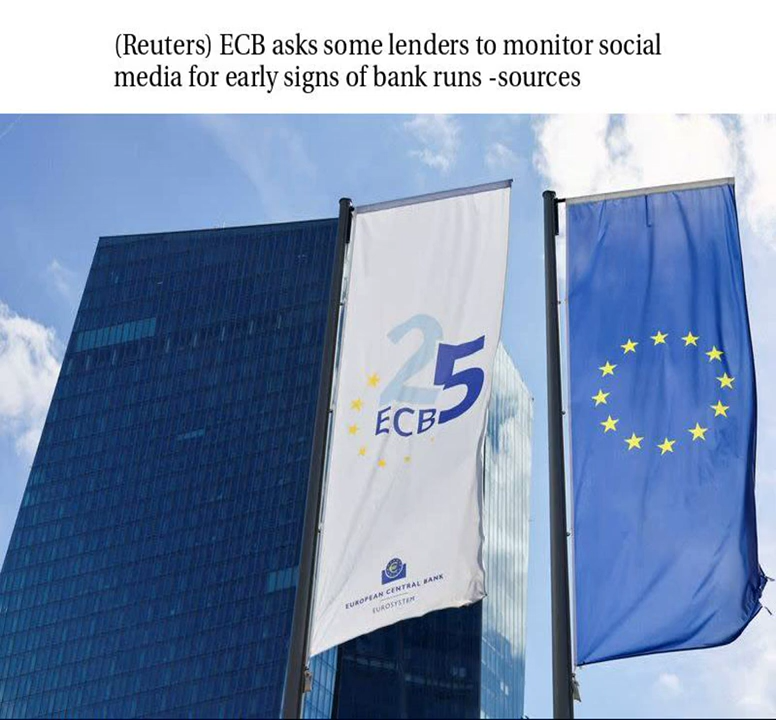 (Reuters) ECB asks some lenders to monitor social
media for early signs of bank runs -sources
25
ECB
EUROPEAN CENTRAL BANK
EUROSYSTEM